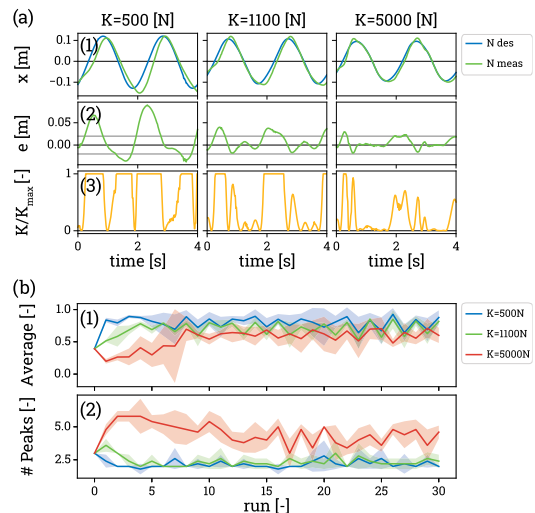 (a) K=500 [N] K=1100 [N] K=5000 [N]
(1)
x [m]
0.1
0.0
−0.1
N des
N meas
(2)
e [m]
0.05
0.00
(3)
K/Kmax [-]
1
0
0 2 4 0 2 4 0 2 4
time [s] time [s] time [s]
(b)
(1)
Average [-]
1.0
0.5
0.0
K=500N
K=1100N
K=5000N
(2)
# Peaks [-]
5.0
2.5
0 5 10 15 20 25 30
run [-]